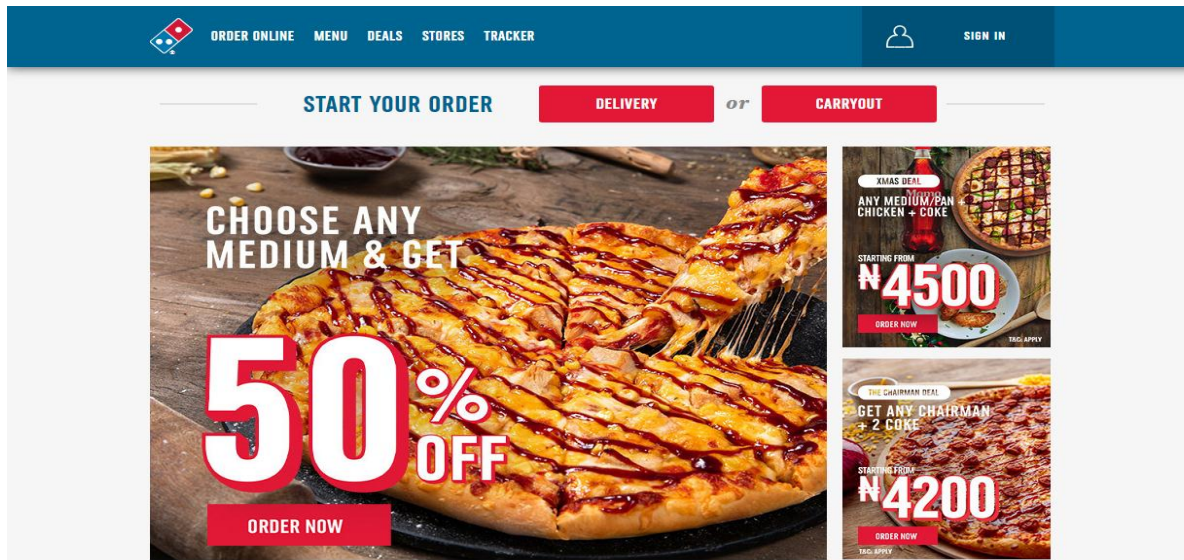 ORDER ONLINE MENU DEALS STORES TRACKER SIGN IN
START YOUR ORDER DELIVERY or CARRYOUT
CHOOSE ANY
MEDIUM & GET
50%
OFF
ORDER NOW
XMAS DEAL
ANY MEDIUM/PAN +
CHICKEN + COKE
STARTING FROM
₦4500
ORDER NOW
T&C APPLY
THE CHAIRMAN DEAL
GET ANY CHAIRMAN
+ 2 COKE
STARTING FROM
₦4200
ORDER NOW
T&C APPLY